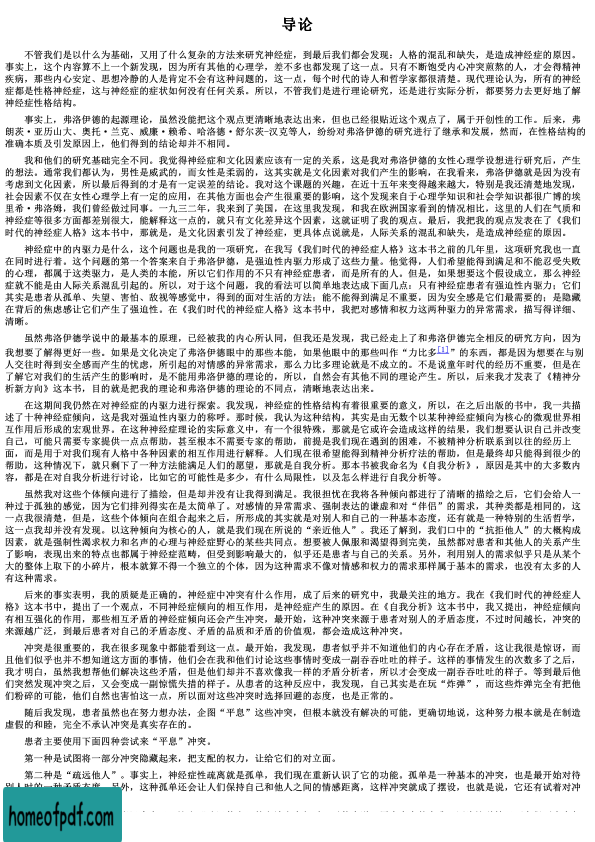 导论
不管我们是以什么为基础，又用了什么复杂的方法来研究神经症，到最后我们都会发现：人格的混乱和缺失，是造成神经症的原因。
事实上，这个内容算不上一个新发现，因为所有其他的心理学，差不多也都发现了这一点。只有不断饱受内心冲突煎熬的人，才会得精神
疾病，那些内心安定、思想冷静的人是肯定不会有这种问题的，这一点，每个时代的诗人和哲学家都很清楚。现代理论认为，所有的神经
症都是性格神经症，这与神经症的症状如何没有任何关系。所以，不管我们是进行理论研究，还是进行实际分析，都要努力去更好地了解
神经症性格结构。
事实上，弗洛伊德的起源理论，虽然没能把这个观点更清晰地表达出来，但也已经很贴近这个观点了，属于开创性的工作。后来，弗
朗茨·亚历山大、奥托·兰克、威廉·赖希、哈洛德·舒尔茨-汉克等人，纷纷对弗洛伊德的研究进行了继承和发展，然而，在性格结构的
准确本质及引发原因上，他们得到的结论却并不相同。
我和他们的研究基础完全不同。我觉得神经症和文化因素应该有一定的关系，这是我对弗洛伊德的女性心理学设想进行研究后，产生
的想法。通常我们都认为，男性是威武的，而女性是柔弱的，这其实就是文化因素对我们产生的影响，在我看来，弗洛伊德就是因为没有
考虑到文化因素，所以最后得到的才是有一定误差的结论。我对这个课题的兴趣，在近十五年来变得越来越大，特别是我还清楚地发现，
社会因素不仅在女性心理学上有一定的应用，在其他方面也会产生很重要的影响，这个发现来自于心理学知识和社会学知识都很广博的埃
里希·弗洛姆，我们曾经做过同事。一九三二年，我来到了美国，在这里我发现，和我在欧洲国家看到的情况相比，这里的人们在气质和
神经症等很多方面都差别很大，能解释这一点的，就只有文化差异这个因素，这就证明了我的观点。最后，我把我的观点发表在了《我们
时代的神经症人格》这本书中，那就是，是文化因素引发了神经症，更具体点说就是，人际关系的混乱和缺失，是造成神经症的原因。
神经症中的内驱力是什么，这个问题也是我的一项研究，在我写《我们时代的神经症人格》这本书之前的几年里，这项研究我也一直
在同时进行着。这个问题的第一个答案来自于弗洛伊德，是强迫性内驱力形成了这些力量。他觉得，人们希望能得到满足和不能忍受失败
的心理，都属于这类驱力，是人类的本能，所以它们作用的不只有神经症患者，而是所有的人。但是，如果想要这个假设成立，那么神经
症就不能是由人际关系混乱引起的。所以，对于这个问题，我的看法可以简单地表达成下面几点：只有神经症患者有强迫性内驱力；它们
其实是患者从孤单、失望、害怕、敌视等感觉中，得到的面对生活的方法；能不能得到满足不重要，因为安全感是它们最需要的；是隐藏
在背后的焦虑感让它们产生了强迫性。在《我们时代的神经症人格》这本书中，我把对感情和权力这两种驱力的异常需求，描写得详细、
清晰。
虽然弗洛伊德学说中的最基本的原理，已经被我的内心所认同，但我还是发现，我已经走上了和弗洛伊德完全相反的研究方向，因为
我想要了解得更好一些。如果是文化决定了弗洛伊德眼中的那些本能，如果他眼中的那些叫作“力比多[1]”的东西，都是因为想要在与别
人交往时得到安全感而产生的忧虑，所引起的对情感的异常需求，那么力比多理论就是不成立的。不是说童年时代的经历不重要，但是在
了解它对我们的生活产生的影响时，是不能用弗洛伊德的理论的，所以，自然会有其他不同的理论产生。所以，后来我才发表了《精神分
析新方向》这本书，目的就是把我的理论和弗洛伊德的理论的不同点，清晰地表达出来。
在这期间我仍然在对神经症的内驱力进行探索。我发现，神经症的性格结构有着很重要的意义，所以，在之后出版的书中，我一共描
述了十种神经症倾向，这是我对强迫性内驱力的称呼。那时候，我认为这种结构，其实是由无数个以某种神经症倾向为核心的微观世界相
互作用后形成的宏观世界。在这种神经症理论的实际意义中，有一个很特殊，那就是它或许会造成这样的结果，我们想要认识自己并改变
自己，可能只需要专家提供一点点帮助，甚至根本不需要专家的帮助，前提是我们现在遇到的困难，不被精神分析联系到以往的经历上
面，而是用于对我们现有人格中各种因素的相互作用进行解释。人们现在很希望能得到精神分析疗法的帮助，但是最终却只能得到很少的
帮助，这种情况下，就只剩下了一种方法能满足人们的愿望，那就是自我分析。那本书被我命名为《自我分析》，原因是其中的大多数内
容，都是在对自我分析进行讨论，比如它的可能性是多少，有什么局限性，以及怎么样进行自我分析等。
虽然我对这些个体倾向进行了描绘，但是却并没有让我得到满足。我很担忧在我将各种倾向都进行了清晰的描绘之后，它们会给人一
种过于孤独的感觉，因为它们排列得实在是太简单了。对感情的异常需求、强制表达的谦虚和对“伴侣”的需求，其种类都是相同的，这
一点我很清楚，但是，这些个体倾向在组合起来之后，所形成的其实就是对别人和自己的一种基本态度，还有就是一种特别的生活哲学，
这一点我却并没有发现。以这种倾向为核心的人，就是我们现在所说的“亲近他人”。我还了解到，我们口中的“抗拒他人”的大概构成
因素，就是强制性渴求权力和名声的心理与神经症野心的某些共同点。想要被人佩服和渴望得到完美，虽然都对患者和其他人的关系产生
了影响，表现出来的特点也都属于神经症范畴，但受到影响最大的，似乎还是患者与自己的关系。另外，利用别人的需求似乎只是从某个
大的整体上取下的小碎片，根本就算不得一个独立的个体，因为这种需求不像对情感和权力的需求那样属于基本的需求，也没有太多的人
有这种需求。
后来的事实表明，我的质疑是正确的。神经症中冲突有什么作用，成了后来的研究中，我最关注的地方。我在《我们时代的神经症人
格》这本书中，提出了一个观点，不同神经症倾向的相互作用，是神经症产生的原因。在《自我分析》这本书中，我又提出，神经症倾向
有相互强化的作用，那些相互矛盾的神经症倾向还会产生冲突，最开始，这种冲突来源于患者对别人的矛盾态度，不过时间越长，冲突的
来源越广泛，到最后患者对自己的矛盾态度、矛盾的品质和矛盾的价值观，都会造成这种冲突。
冲突是很重要的，我在很多现象中都能看到这一点。最开始，我发现，患者似乎并不知道他们的内心存在矛盾，这让我很是惊讶，而
且他们似乎也并不想知道这方面的事情，他们会在我和他们讨论这些事情时变成一副吞吞吐吐的样子。这样的事情发生的次数多了之后，
我才明白，虽然我想帮他们解决这些矛盾，但是他们却并不喜欢像我一样的矛盾分析者，所以才会变成一副吞吞吐吐的样子。等到最后他
们突然发现冲突之后，又会变成一副惊慌失措的样子。从患者的这种反应中，我发现，自己其实是在玩“炸弹”，而这些炸弹完全有把他
们粉碎的可能，他们自然也害怕这一点，所以面对这些冲突时选择回避的态度，也是正常的。
随后我发现，患者虽然也在努力想办法，企图“平息”这些冲突，但根本就没有解决的可能，更确切地说，这种努力根本就是在制造
虚假的和睦，完全不承认冲突是真实存在的。
患者主要使用下面四种尝试来“平息”冲突。
第一种是试图将一部分冲突隐藏起来，把支配的权力，让给它们的对立面。
第二种是“疏远他人”。事实上，神经症性疏离就是孤单，我们现在重新认识了它的功能。孤单是一种基本的冲突，也是最开始对待
另外，这种孤单还会让人们保持自己和他人之间的情感距离，这样冲突就成了摆设，也就是说，它还有试着对冲
homeofpdf.com